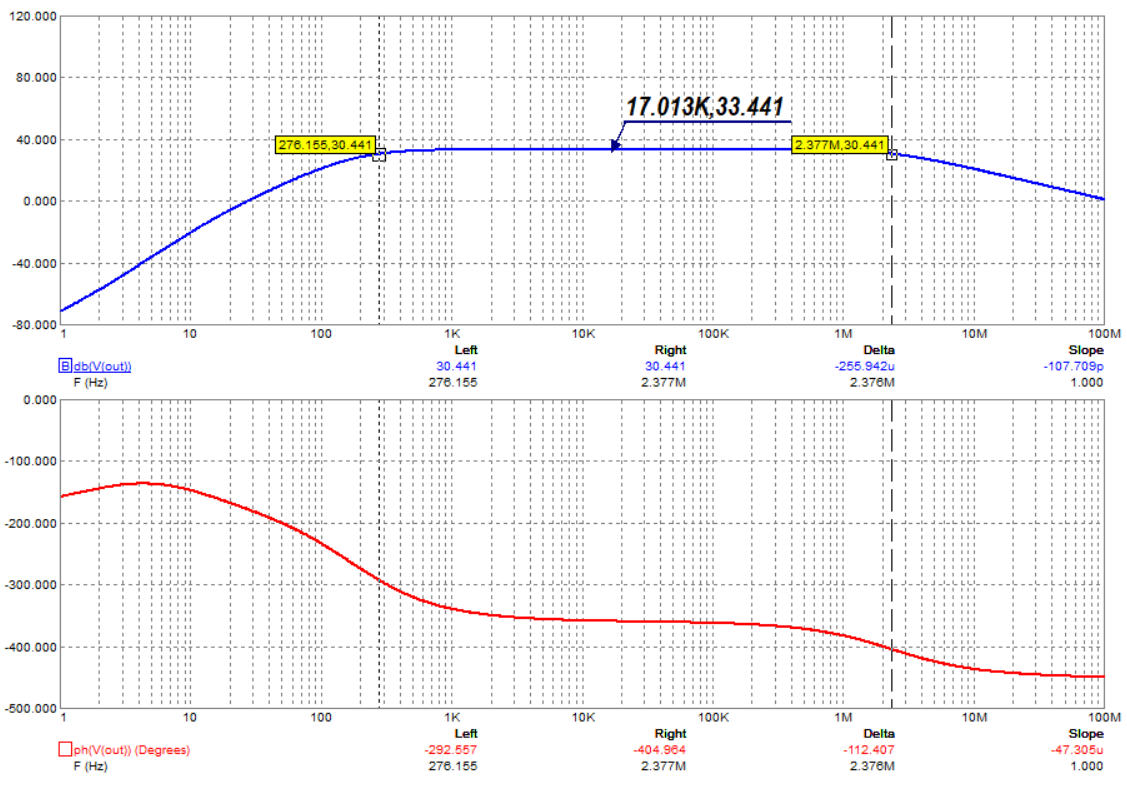 120.000
80.000
17.013K,33.441
40.000
276.155,30.441 2.377M,30.441
0.000
-40.000
-80.000
1 10 100 1K 10K 100K 1M 10M 100M
Left Right Delta Slope
B db(V(out)) 30.441 30.441 -255.942u -107.709p
F (Hz) 276.155 2.377M 2.376M 1.000
0.000
-100.000
-200.000
-300.000
-400.000
-500.000
1 10 100 1K 10K 100K 1M 10M 100M
Left Right Delta Slope
ph(V(out)) (Degrees) -292.557 -404.964 -112.407 -47.305u
F (Hz) 276.155 2.377M 2.376M 1.000